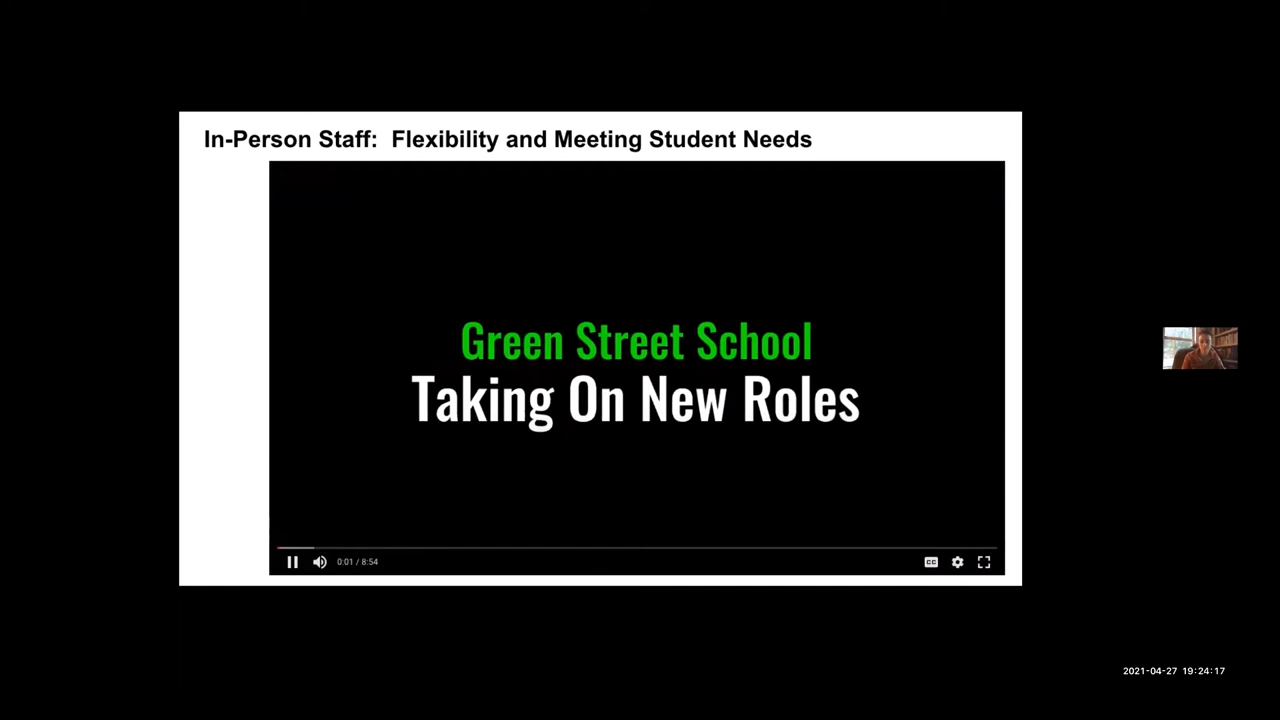 In-Person Staff: Flexibility and Meeting Student Needs
Green Street School
Taking On New Roles
0:01 / 8:54
CC
2021-04-27 19:24:17